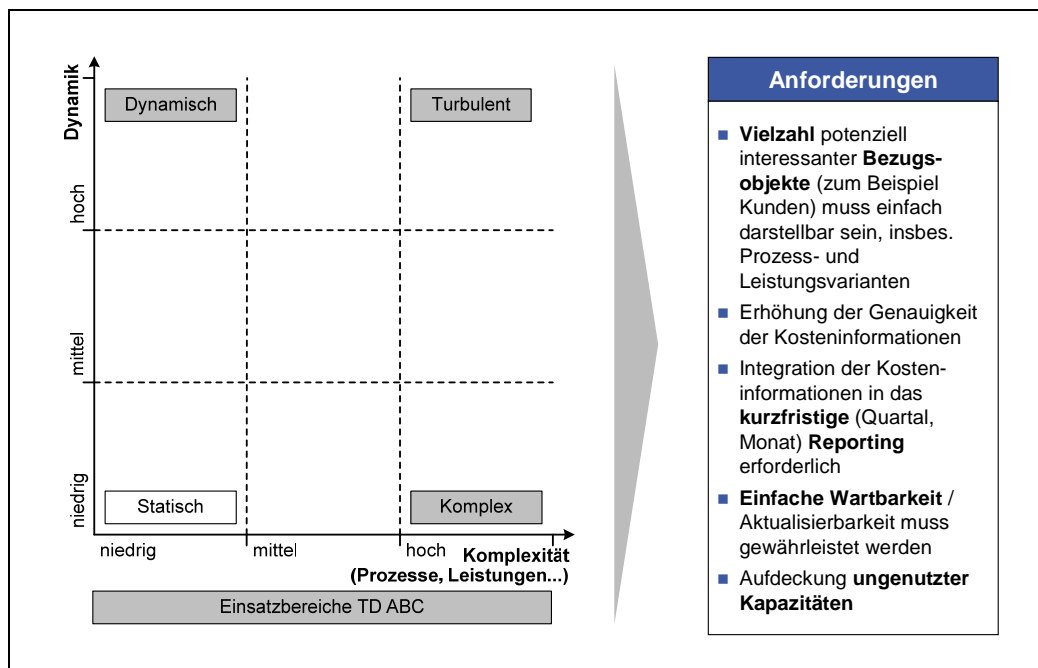 Dynamik
hoch
mittel
niedrig
Dynamisch
Turbulent
Statisch
Komplex
niedrig
mittel
hoch
Komplexität
(Prozesse, Leistungen...)
Einsatzbereiche TD ABC
Anforderungen
Vielzahl potenziell
interessanter Bezugs-
objekte (zum Beispiel
Kunden) muss einfach
darstellbar sein, insbes.
Prozess- und
Leistungsvarianten
Erhöhung der Genauigkeit
der Kosteninformationen
Integration der Kosten-
informationen in das
kurzfristige (Quartal,
Monat) Reporting
erforderlich
Einfache Wartbarkeit /
Aktualisierbarkeit muss
gewährleistet werden
Aufdeckung ungenutzter
Kapazitäten